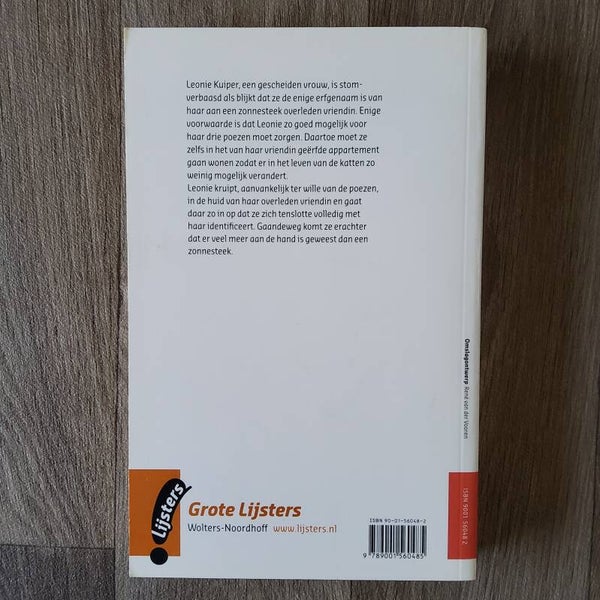 Leonie Kuiper, een gescheiden vrouw, is stom-
verbaasd als blijkt dat ze de enige erfgenaam is van
haar aan een zonnesteek overleden vriendin. Enige
voorwaarde is dat Leonie zo goed mogelijk voor
haar drie poezen moet zorgen. Daartoe moet ze
zelfs in het van haar vriendin geërfde appartement
gaan wonen zodat er in het leven van de katten zo
weinig mogelijk verandert.
Leonie kruipt, aanvankelijk ter wille van de poezen,
in de huid van haar overleden vriendin en gaat
daar zo in op dat ze zich tenslotte volledig met
haar identificeert. Gaandeweg komt ze erachter
dat er veel meer aan de hand is geweest dan een
zonnesteek.
Omslagontwerp René van der Vooren
ISBN 9001 56048 2
Lijsters
Grote Lijsters
Wolters-Noordhoff www.lijsters.nl
ISBN 90-01-56048-2
9 789001 560485